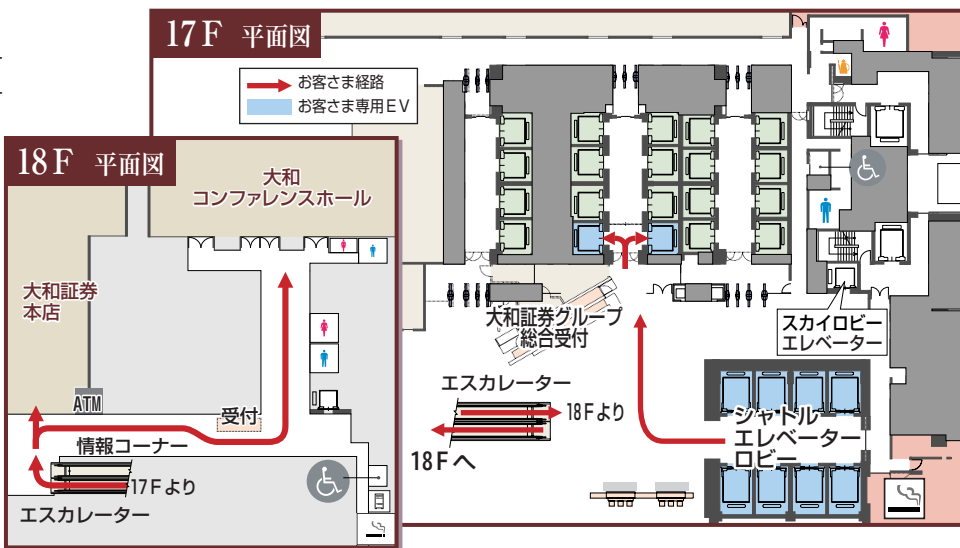 17F 平面図
お客さま経路
お客さま専用EV
18F 平面図
大和
コンファレンスホール
大和証券
本店
ATM
受付
情報コーナー
17Fより
エスカレーター
大和証券グループ
総合受付
エスカレーター
18Fより
18Fへ
スカイロビー
エレベーター
シャトル
エレベーター
ロビー